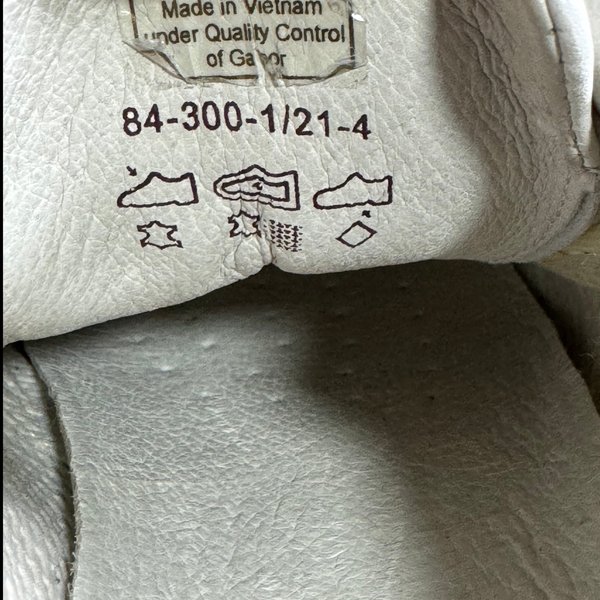 Made in Vietnam
under Quality Control
of Gabor
84-300-1/21-4